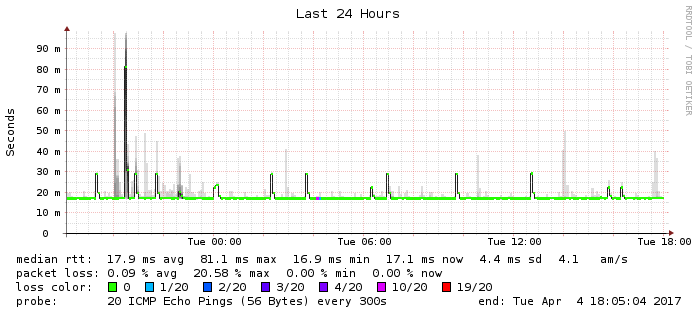 Last 24 Hours
RRDTOOL / TOBI OETIKER
Seconds
90 m
80 m
70 m
60 m
50 m
40 m
30 m
20 m
10 m
0
Tue 00:00 Tue 06:00 Tue 12:00 Tue 18:00
median rtt: 17.9 ms avg 81.1 ms max 16.9 ms min 17.1 ms now 4.4 ms sd 4.1 am/s
packet loss: 0.09 % avg 20.58 % max 0.00 % min 0.00 % now
loss color: 0 1/20 2/20 3/20 4/20 10/20 19/20
probe: 20 ICMP Echo Pings (56 Bytes) every 300s end: Tue Apr 4 18:05:04 2017